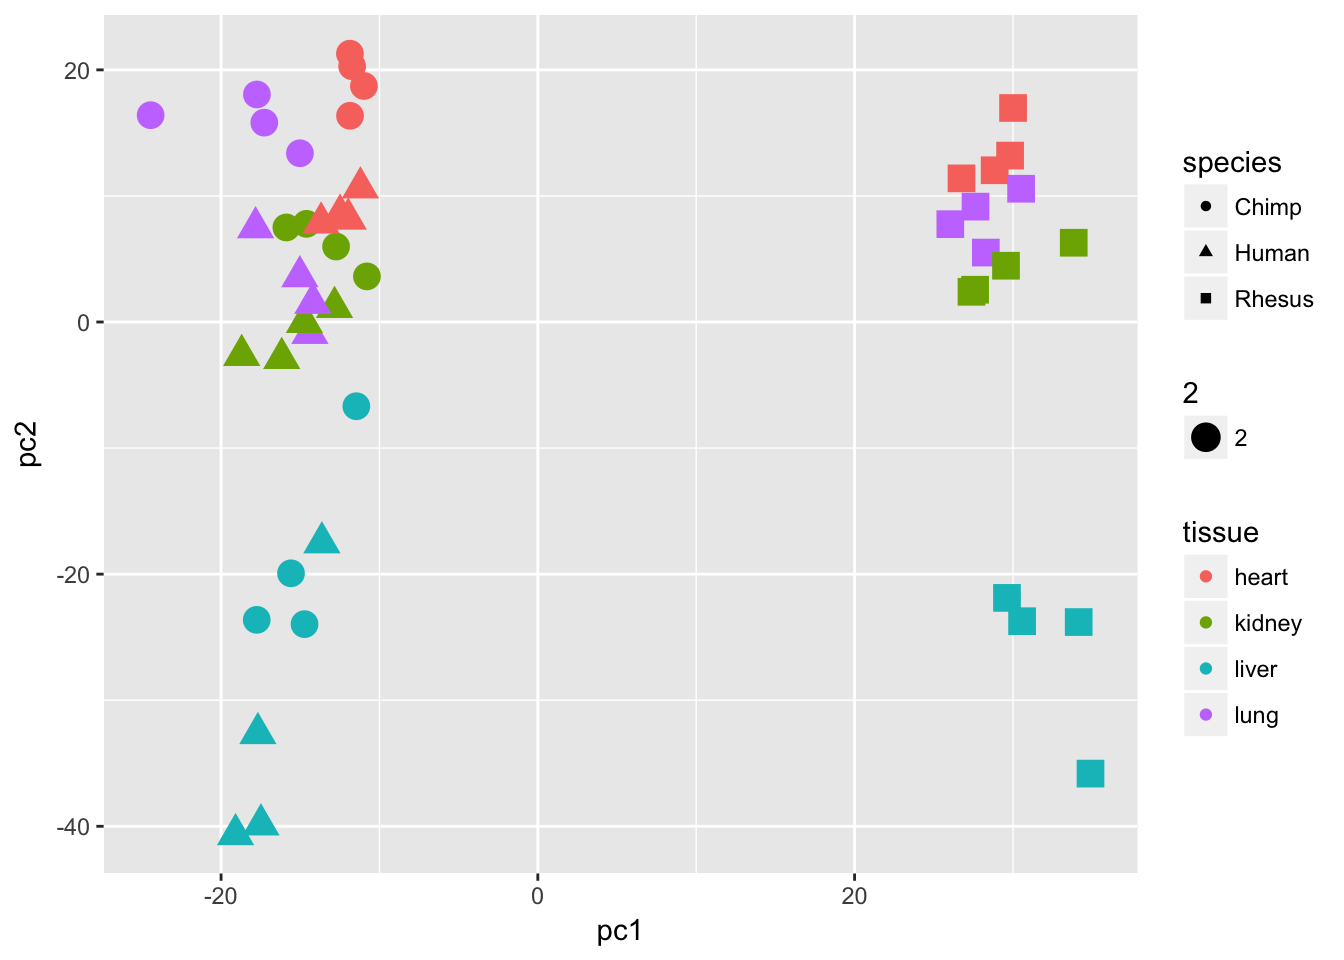 20
0
-20
-40
pc2
-20
0
20
pc1
species
Chimp
Human
Rhesus
2
2
tissue
heart
kidney
liver
lung